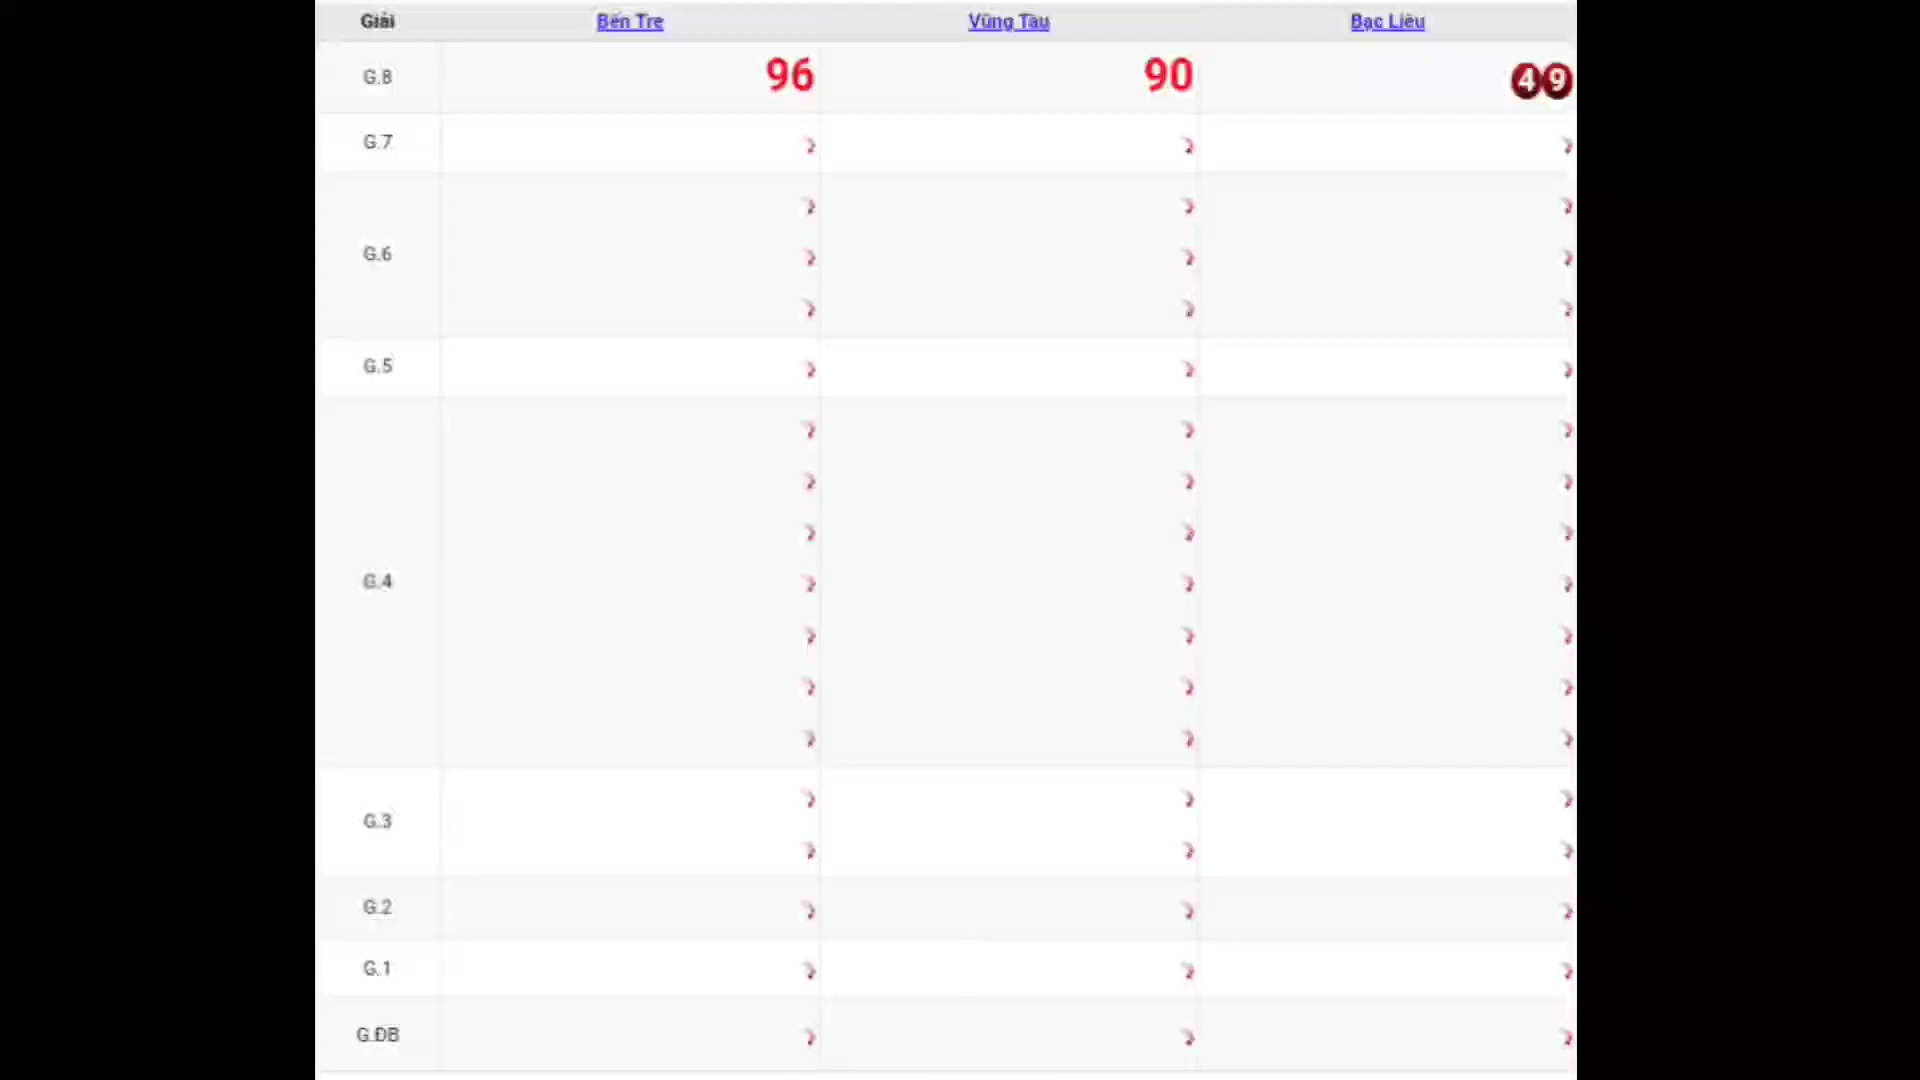 Giải Bến Tre Vũng Tàu Bạc Liêu
G.8 96 90 49
G.7
G.6
G.5
G.4
G.3
G.2
G.1
G.ĐB